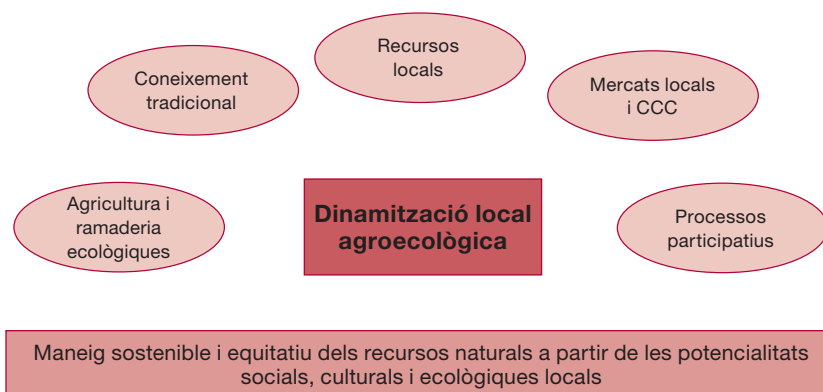 Recursos
locals
Coneixement
tradicional
Mercats locals
i CCC
Agricultura i
ramaderia
ecològiques
Dinamització local
agroecològica
Processos
participatius
Maneig sostenible i equitatiu dels recursos naturals a partir de les potencialitats
socials, culturals i ecològiques locals